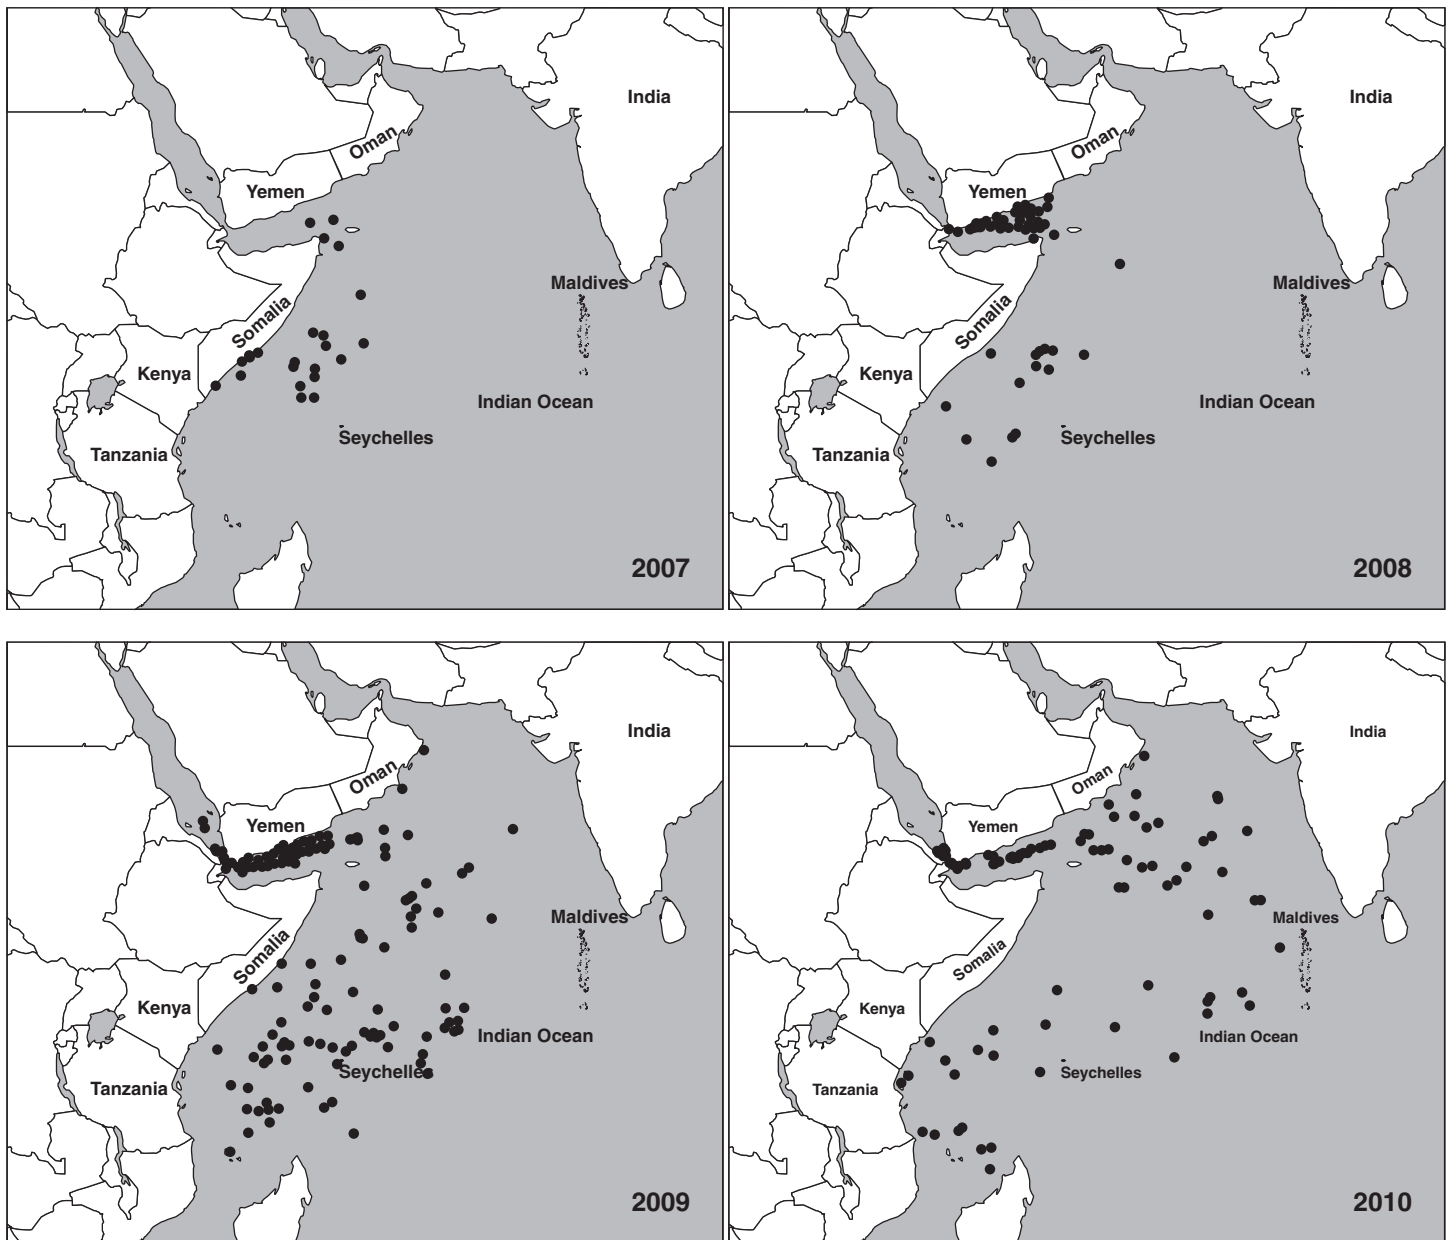 India
Oman
Yemen
Maldives
Somalia
Kenya
Indian Ocean
Seychelles
Tanzania
2007
India
Oman
Yemen
Maldives
Somalia
Kenya
Indian Ocean
Seychelles
Tanzania
2008
India
Oman
Yemen
Maldives
Somalia
Kenya
Indian Ocean
Seychelles
Tanzania
2009
India
Oman
Yemen
Maldives
Somalia
Kenya
Indian Ocean
Seychelles
Tanzania
2010